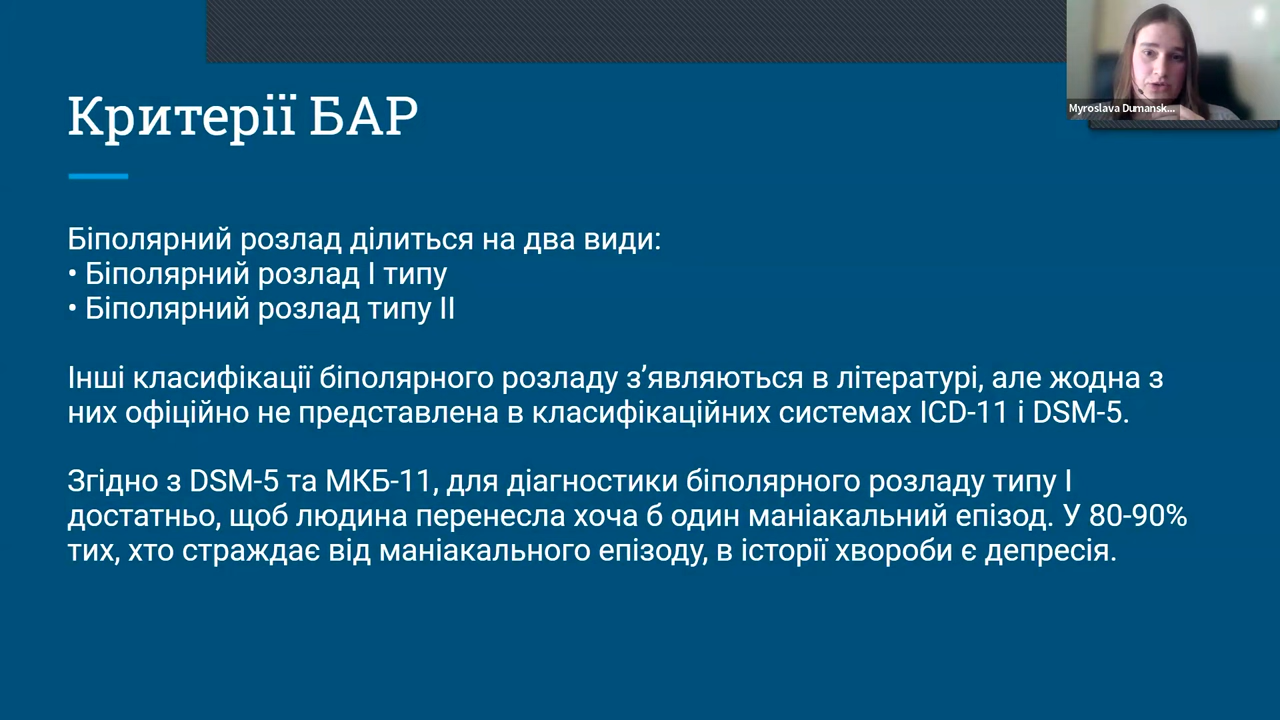 Критерії БАР
Біполярний розлад ділиться на два види:
• Біполярний розлад I типу
• Біполярний розлад типу II
Інші класифікації біполярного розладу з’являються в літературі, але жодна з
них офіційно не представлена в класифікаційних системах ICD-11 і DSM-5.
Згідно з DSM-5 та МКБ-11, для діагностики біполярного розладу типу I
достатньо, щоб людина перенесла хоча б один маніакальний епізод. У 80-90%
тих, хто страждає від маніакального епізоду, в історії хвороби є депресія.
Myroslava Dumansk...